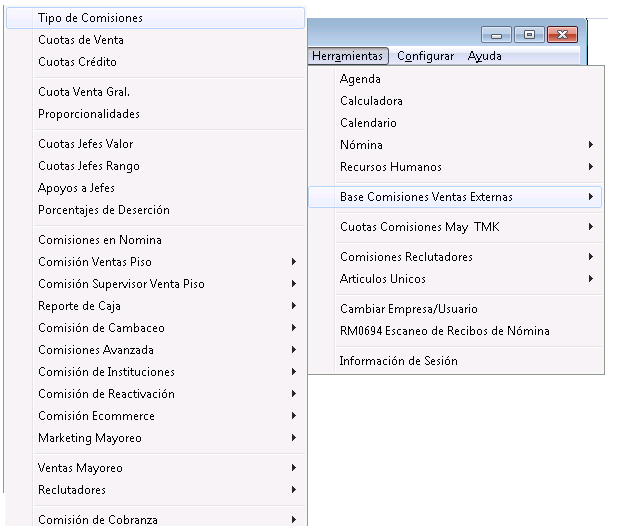 Herramientas Configurar Ayuda
Agenda
Calculadora
Calendario
Nómina
Recursos Humanos
Base Comisiones Ventas Externas
Cuotas Comisiones May TMK
Comisiones Reclutadores
Articulos Unicos
Cambiar Empresa/Usuario
RM0694 Escaneo de Recibos de Nómina
Información de Sesión
Tipo de Comisiones
Cuotas de Venta
Cuotas Crédito
Cuota Venta Gral.
Proporcionalidades
Cuotas Jefes Valor
Cuotas Jefes Rango
Apoyos a Jefes
Porcentajes de Deserción
Comisiones en Nomina
Comisión Ventas Piso
Comisión Supervisor Venta Piso
Reporte de Caja
Comisión de Cambaceo
Comisiones Avanzada
Comisión de Instituciones
Comisión de Reactivación
Comisión Ecommerce
Marketing Mayoreo
Ventas Mayoreo
Reclutadores
Comisión de Cobranza